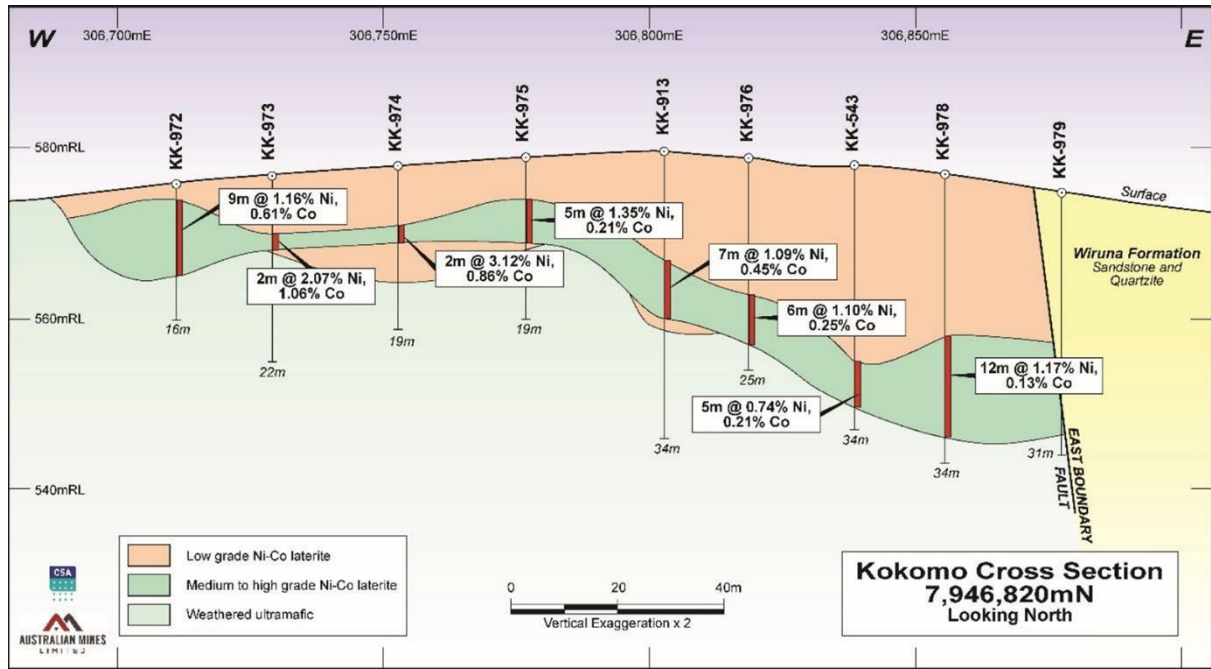 W
306,700mE
306,750mE
306,800mE
306,850mE
E
KK-972
KK-973
KK-974
KK-975
KK-913
KK-976
KK-543
KK-978
KK-979
580mRL
560mRL
540mRL
Surface
9m @ 1.16% Ni,
0.61% Co
2m @ 2.07% Ni,
1.06% Co
2m @ 3.12% Ni,
0.86% Co
5m @ 1.35% Ni,
0.21% Co
7m @ 1.09% Ni,
0.45% Co
6m @ 1.10% Ni,
0.25% Co
5m @ 0.74% Ni,
0.21% Co
12m @ 1.17% Ni,
0.13% Co
16m
22m
19m
19m
34m
25m
34m
34m
31m
Wiruna Formation
Sandstone and
Quartzite
EAST BOUNDARY
FAULT
Low grade Ni-Co laterite
Medium to high grade Ni-Co laterite
Weathered ultramafic
CSA
AUSTRALIAN MINES
LIMITED
0 20 40m
Vertical Exaggeration x 2
Kokomo Cross Section
7,946,820mN
Looking North